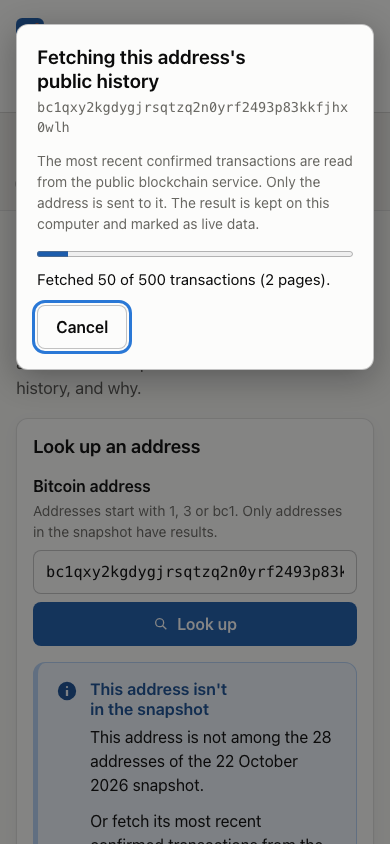 Fetching this address's
public history
bc1qxy2kgdygjrsqtzq2n0yrf2493p83kkfjhx
0wlh
The most recent confirmed transactions are read
from the public blockchain service. Only the
address is sent to it. The result is kept on this
computer and marked as live data.
Fetched 50 of 500 transactions (2 pages).
Cancel
history, and why.
Look up an address
Bitcoin address
Addresses start with 1, 3 or bc1. Only addresses
in the snapshot have results.
bc1qxy2kgdygjrsqtzq2n0yrf2493p83k
Look up
This address isn't
in the snapshot
This address is not among the 28
addresses of the 22 October
2026 snapshot.
Or fetch its most recent
confirmed transactions from the